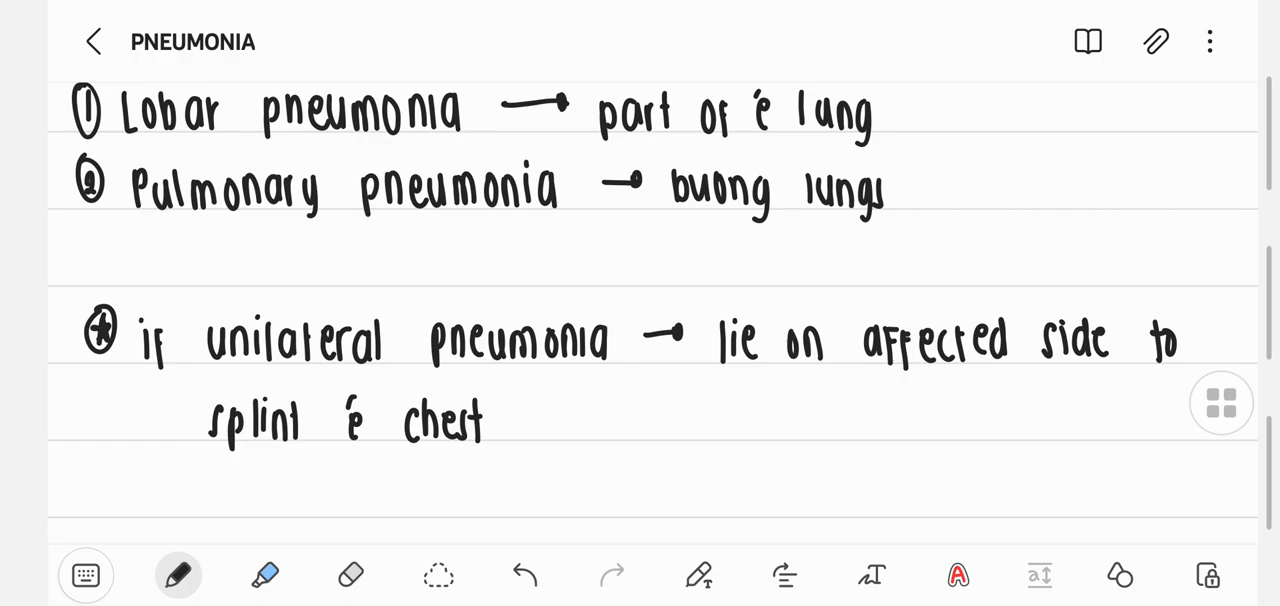 PNEUMONIA
① Lobar pneumonia → part of ė lung
② Pulmonary pneumonia → buong lungs
* if unilateral pneumonia → lie on affected side to
splint ė chest